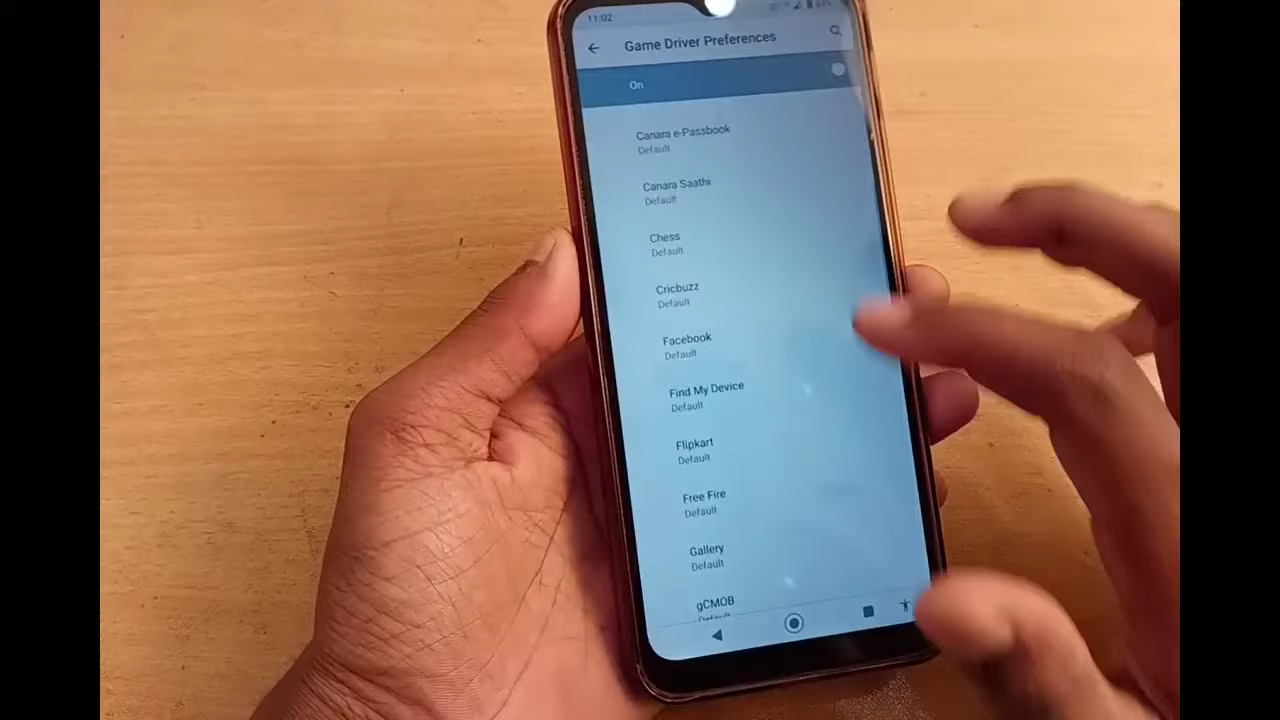 11:02
Game Driver Preferences
On
Canara e-Passbook
Default
Canara Saathi
Default
Chess
Default
Cricbuzz
Default
Facebook
Default
Find My Device
Default
Flipkart
Default
Free Fire
Default
Gallery
Default
gCMOB